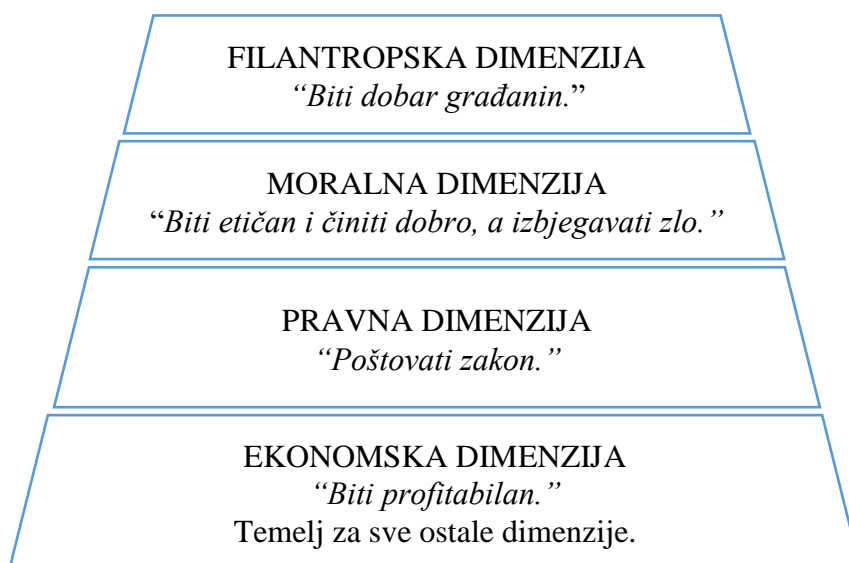 FILANTROPSKA DIMENZIJA
“Biti dobar građanin.”
MORALNA DIMENZIJA
“Biti etičan i činiti dobro, a izbjegavati zlo.”
PRAVNA DIMENZIJA
“Poštovati zakon.”
EKONOMSKA DIMENZIJA
“Biti profitabilan.”
Temelj za sve ostale dimenzije.